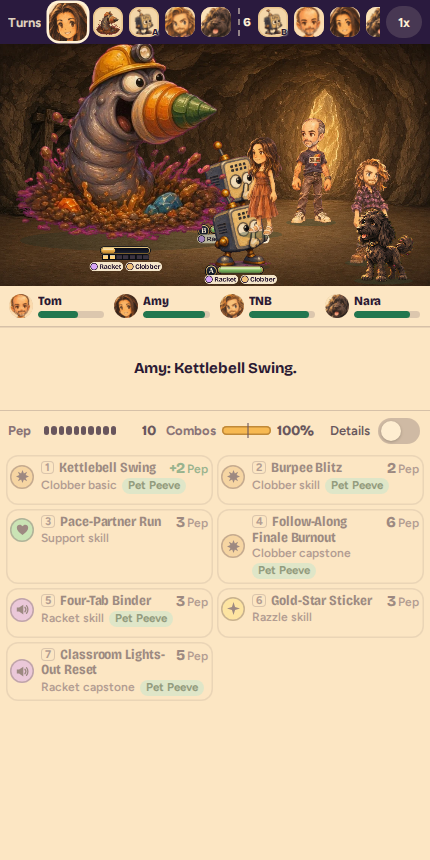 Turns
A
6
B
1x
B
Ra
Racket Clobber
A
Racket Clobber
Tom
Amy
TNB
Nara
Amy: Kettlebell Swing.
Pep 10 Combos 100% Details
1 Kettlebell Swing +2 Pep
Clobber basic Pet Peeve
2 Burpee Blitz 2 Pep
Clobber skill Pet Peeve
3 Pace-Partner Run 3 Pep
Support skill
4 Follow-Along 6 Pep
Finale Burnout
Clobber capstone
Pet Peeve
5 Four-Tab Binder 3 Pep
Racket skill Pet Peeve
6 Gold-Star Sticker 3 Pep
Razzle skill
7 Classroom Lights- 5 Pep
Out Reset
Racket capstone Pet Peeve